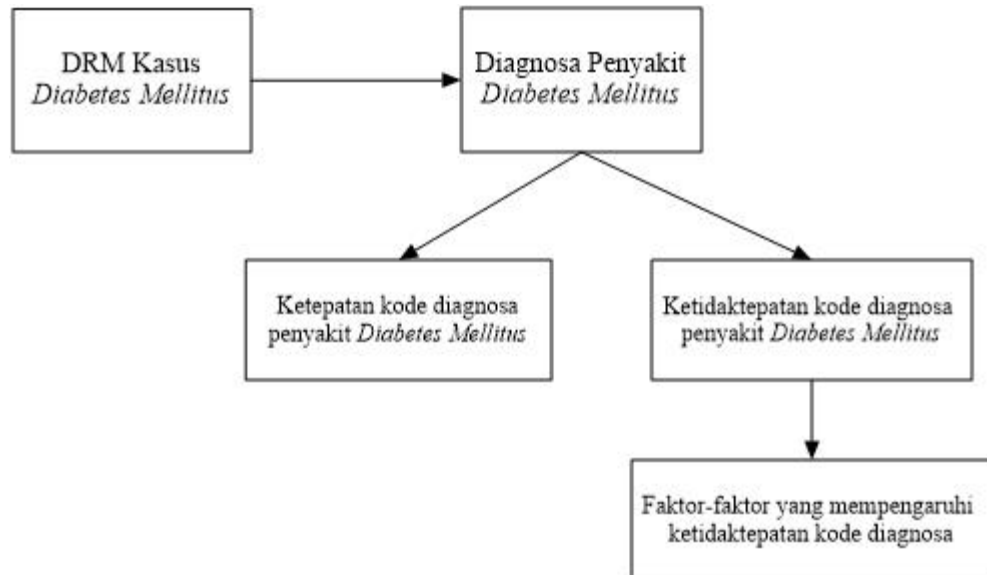 DRM Kasus
Diabetes Mellitus
Diagnosa Penyakit
Diabetes Mellitus
Ketepatan kode diagnosa
penyakit Diabetes Mellitus
Ketidaktepatan kode diagnosa
penyakit Diabetes Mellitus
Faktor-faktor yang mempengaruhi
ketidaktepatan kode diagnosa